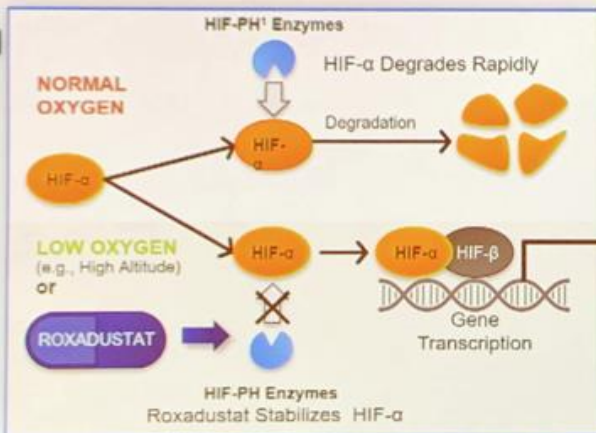 HIF-PH¹ Enzymes
HIF-α Degrades Rapidly
NORMAL
OXYGEN
HIF-
α
Degradation
HIF-α
LOW OXYGEN
(e.g., High Altitude)
or
HIF-α
HIF-α
HIF-β
ROXADUSTAT
Gene
Transcription
HIF-PH Enzymes
Roxadustat Stabilizes HIF-α